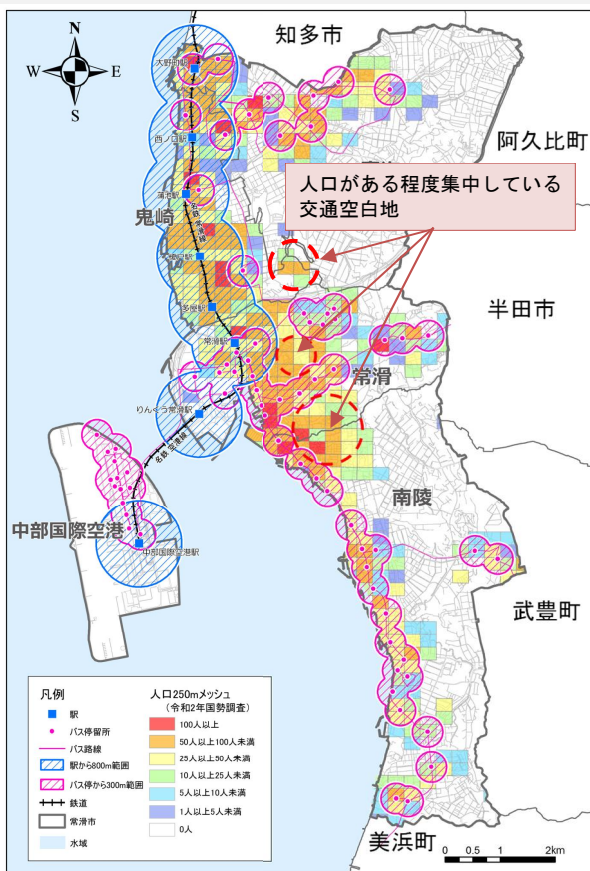 N
W
E
S
知多市
大野町駅
阿久比町
西ノ口駅
人口がある程度集中している
交通空白地
蒲池駅
鬼崎
名鉄 常滑線
榎戸駅
多屋駅
半田市
常滑駅
常滑
りんくう常滑駅
名鉄 空港線
南陵
中部国際空港
中部国際空港駅
武豊町
凡例
駅
バス停留所
バス路線
駅から800m範囲
バス停から300m範囲
鉄道
常滑市
水域
人口250mメッシュ
(令和2年国勢調査)
100人以上
50人以上100人未満
25人以上50人未満
10人以上25人未満
5人以上10人未満
1人以上5人未満
0人
美浜町
0 0.5 1 2km